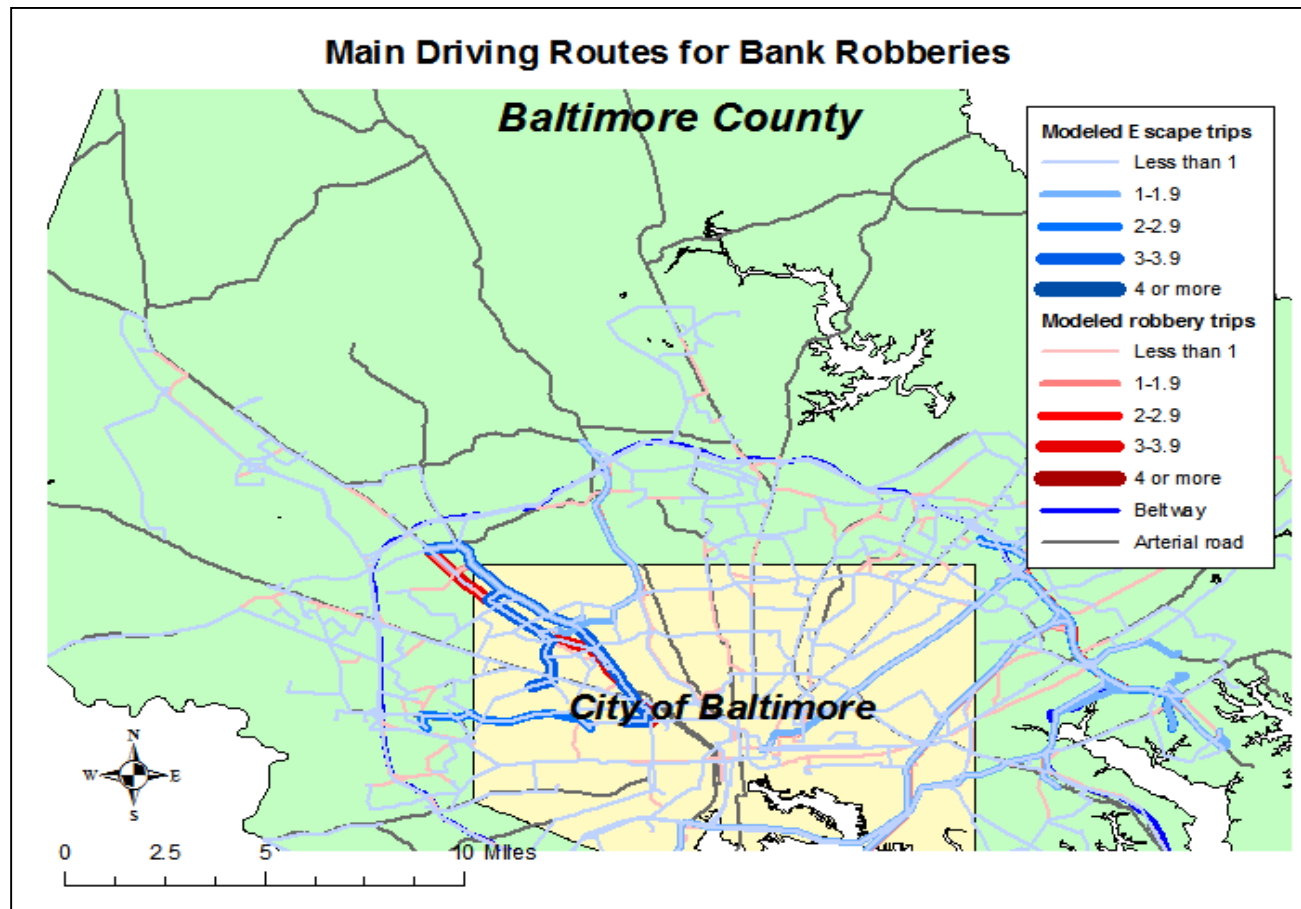 Main Driving Routes for Bank Robberies
Baltimore County
Modeled E scape trips
Less than 1
1-1.9
2-2.9
3-3.9
4 or more
Modeled robbery trips
Less than 1
1-1.9
2-2.9
3-3.9
4 or more
Beltway
Arterial road
City of Baltimore
N
W E
S
0 2.5 5 10 Miles